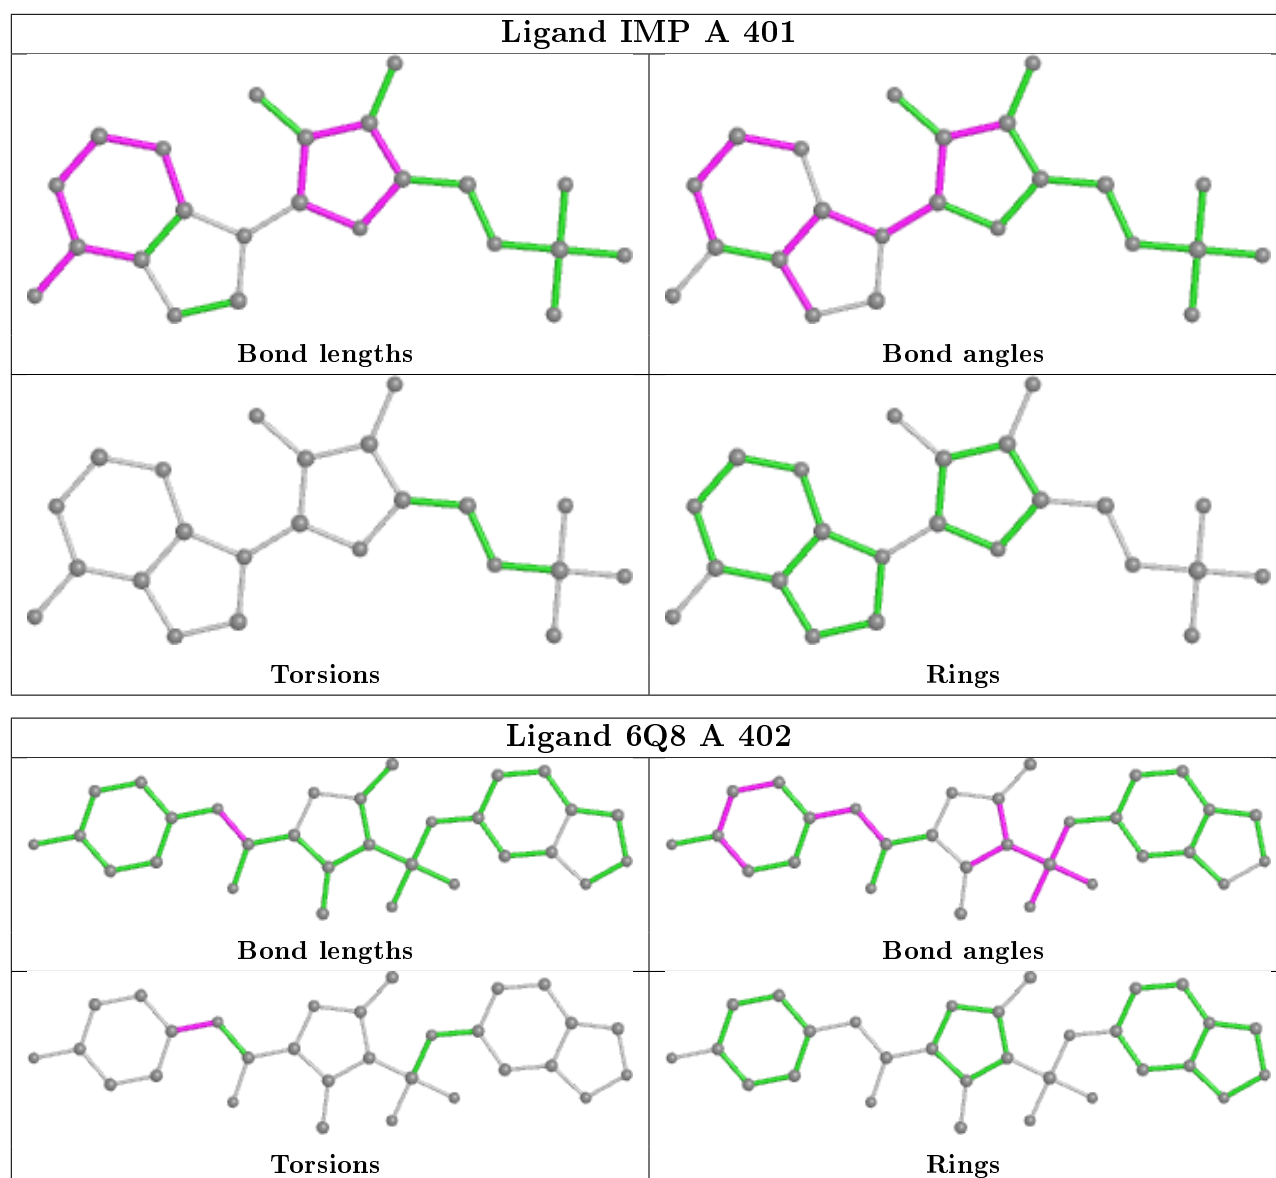 Ligand IMP A 401
Bond lengths
Bond angles
Torsions
Rings
Ligand 6Q8 A 402
Bond lengths
Bond angles
Torsions
Rings